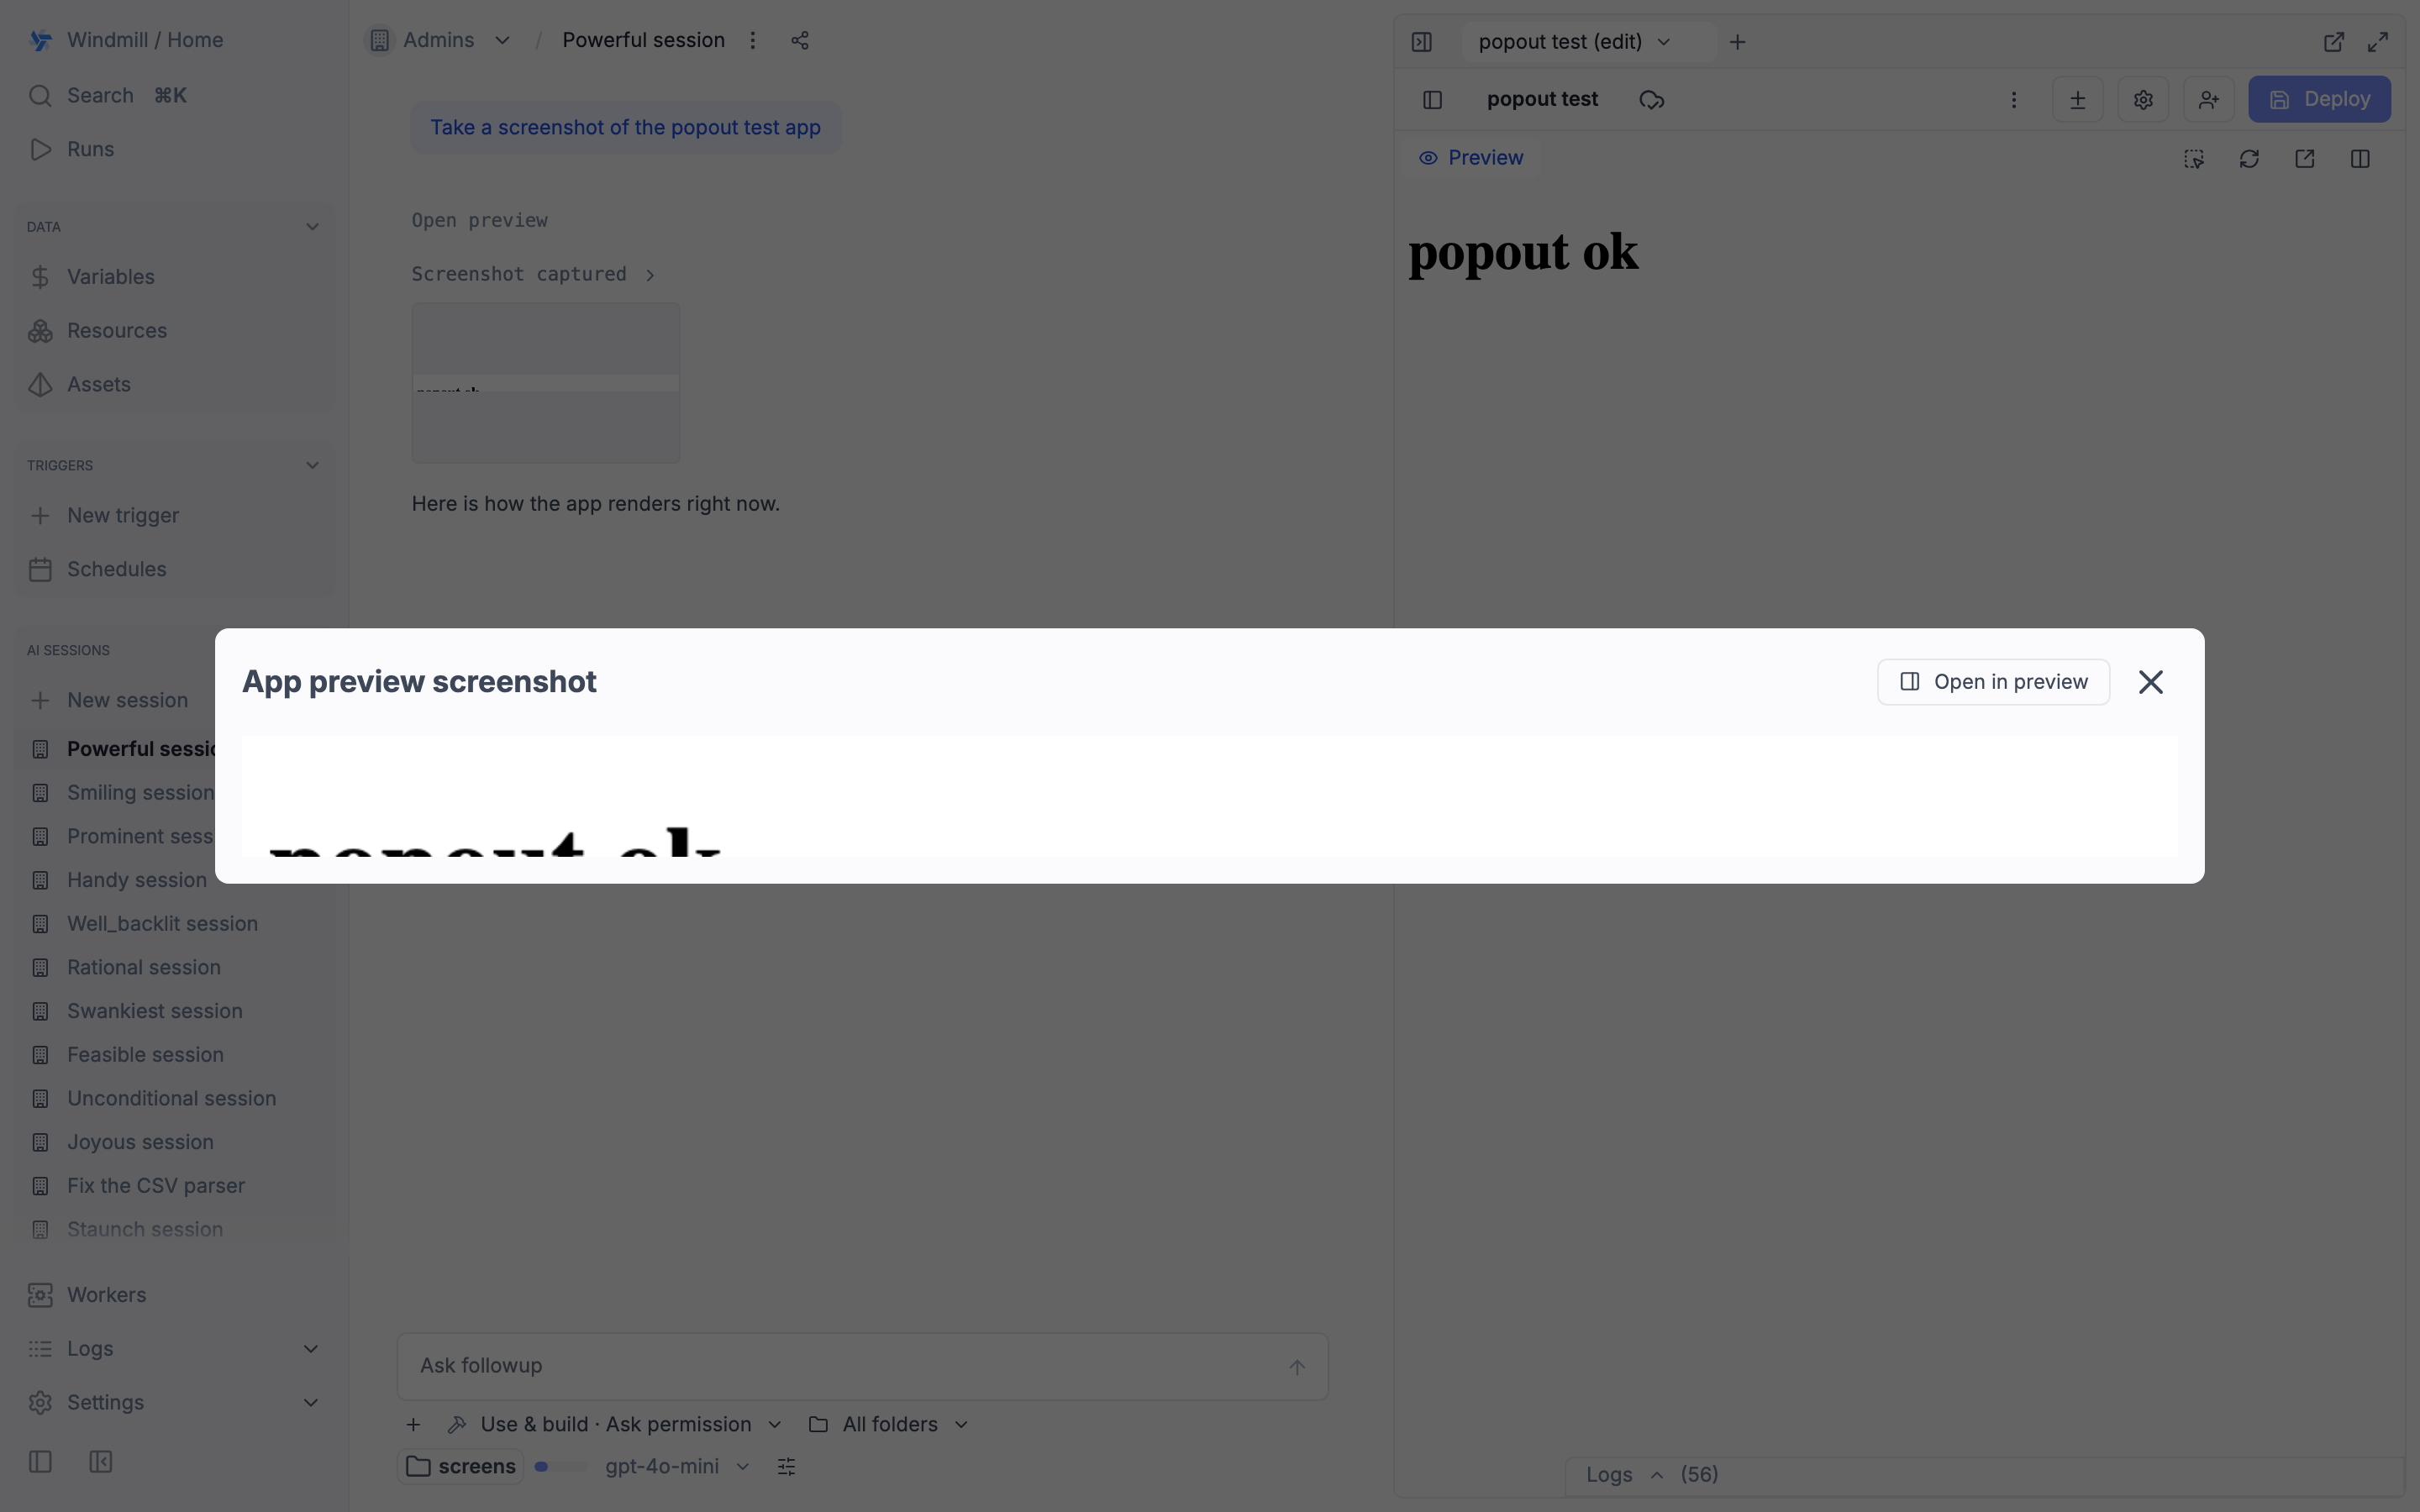 Windmill / Home
Search ⌘K
Runs
DATA
Variables
Resources
Assets
TRIGGERS
New trigger
Schedules
AI SESSIONS
New session
Powerful sessio
Smiling session
Prominent sess
Handy session
Well_backlit session
Rational session
Swankiest session
Feasible session
Unconditional session
Joyous session
Fix the CSV parser
Staunch session
Workers
Logs
Settings
Admins / Powerful session
Take a screenshot of the popout test app
Open preview
Screenshot captured
popout ok
Here is how the app renders right now.
App preview screenshot
Open in preview
popout ok
Ask followup
Use & build · Ask permission All folders
screens gpt-4o-mini
popout test (edit)
popout test
Deploy
Preview
popout ok
Logs (56)